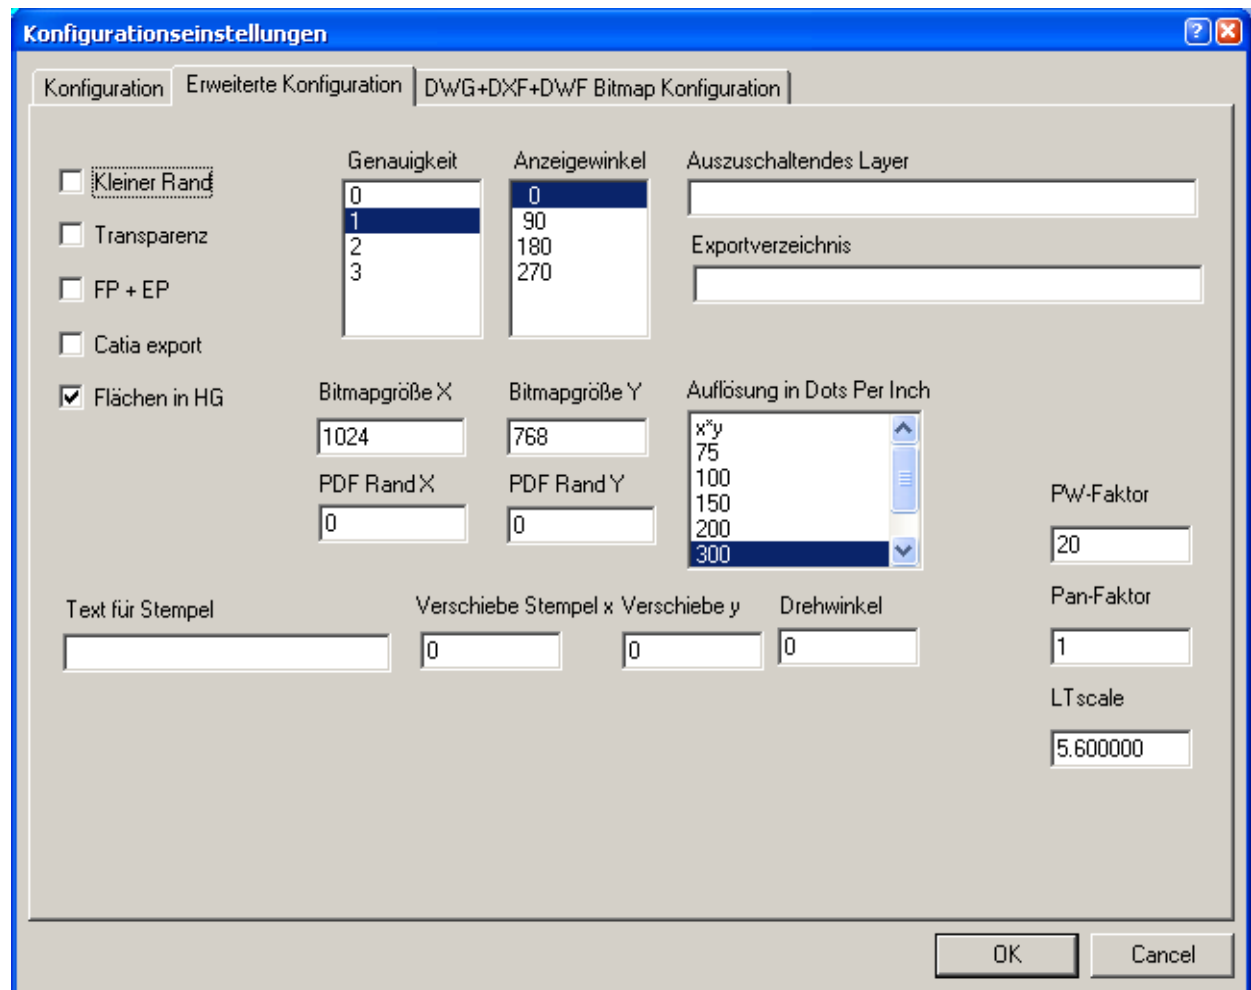 Konfigurationseinstellungen
Konfiguration
Erweiterte Konfiguration
DWG+DXF+DWF Bitmap Konfiguration
Kleiner Rand
Transparenz
FP + EP
Catia export
Flächen in HG
Genauigkeit
0
1
2
3
Anzeigewinkel
0
90
180
270
Auszuschaltendes Layer
Exportverzeichnis
Bitmapgröße X
1024
Bitmapgröße Y
768
PDF Rand X
0
PDF Rand Y
0
Auflösung in Dots Per Inch
x*y
75
100
150
200
300
PW-Faktor
20
Pan-Faktor
1
LTscale
5.600000
Text für Stempel
Verschiebe Stempel x
0
Verschiebe y
0
Drehwinkel
0
OK
Cancel